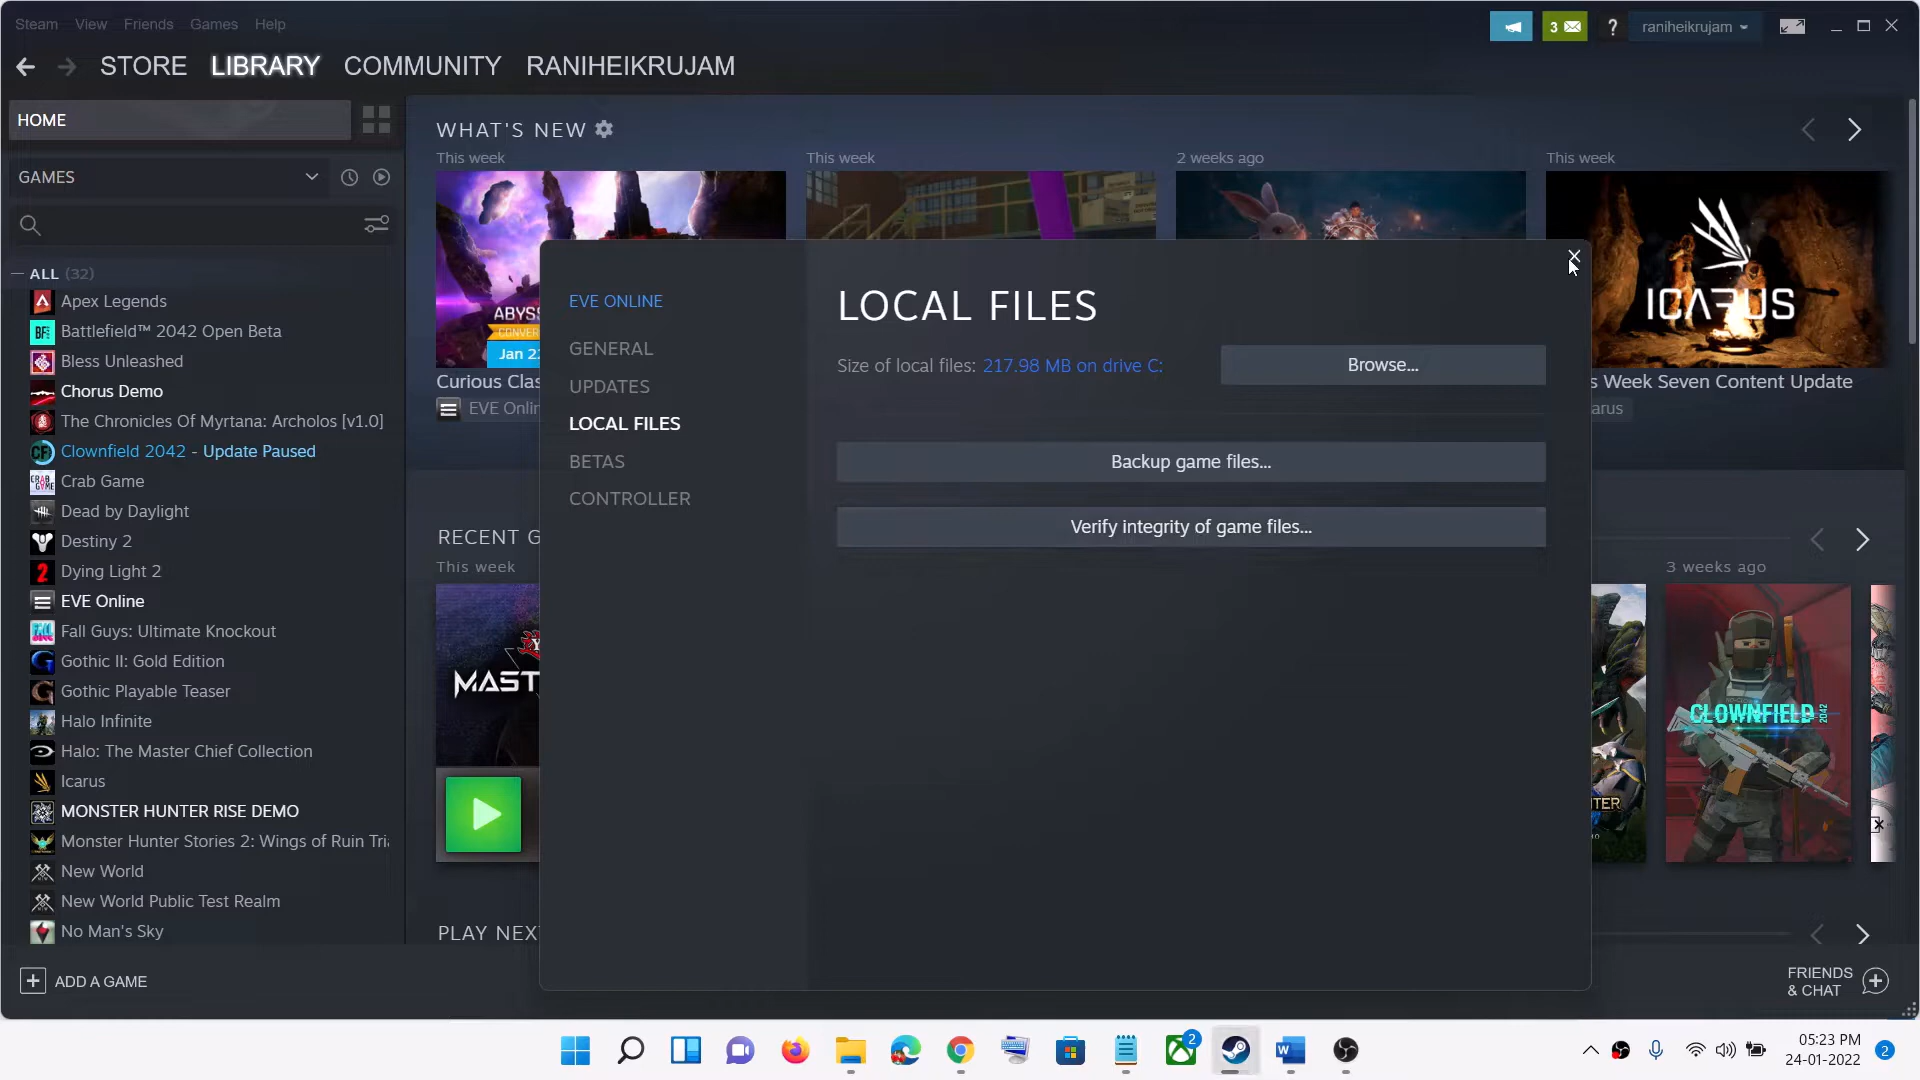 Steam View Friends Games Help
3
?
raniheikrujam
STORE LIBRARY COMMUNITY RANIHEIKRUJAM
HOME
GAMES
ALL (32)
Apex Legends
Battlefield™ 2042 Open Beta
Bless Unleashed
Chorus Demo
The Chronicles Of Myrtana: Archolos [v1.0]
Clownfield 2042 - Update Paused
Crab Game
Dead by Daylight
Destiny 2
Dying Light 2
EVE Online
Fall Guys: Ultimate Knockout
Gothic II: Gold Edition
Gothic Playable Teaser
Halo Infinite
Halo: The Master Chief Collection
Icarus
MONSTER HUNTER RISE DEMO
Monster Hunter Stories 2: Wings of Ruin Tri
New World
New World Public Test Realm
No Man's Sky
ADD A GAME
WHAT'S NEW
This week
This week
2 weeks ago
This week
ABYS
CONVER
Jan 2
Curious Clas
EVE Onlin
ICARUS
s Week Seven Content Update
arus
RECENT G
This week
3 weeks ago
MAST
TER
CLOWNFIELD 2042
PLAY NEX
EVE ONLINE
GENERAL
UPDATES
LOCAL FILES
BETAS
CONTROLLER
LOCAL FILES
Size of local files: 217.98 MB on drive C:
Browse...
Backup game files...
Verify integrity of game files...
FRIENDS
& CHAT
2
05:23 PM
24-01-2022
2